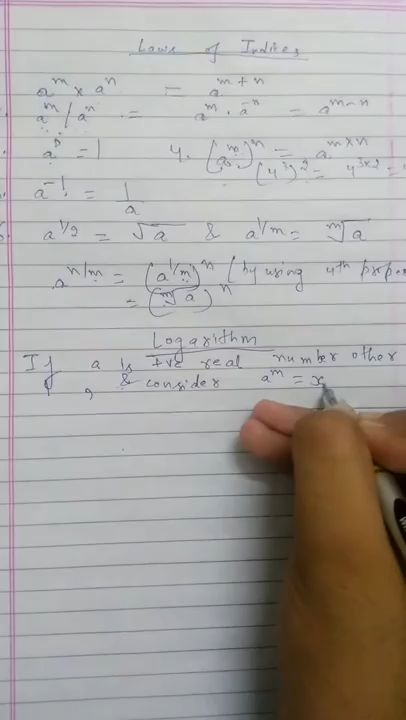 Laws of Indices
a^m × a^n = a^{m+n}
a^m / a^n = a^m · a^{-n} = a^{m-n}
a^0 = 1 4. (a^m)^n = a^{m×n}
(4^3)^2 = 4^{3×2} =
a^{-1} = 1/a
a^{1/2} = √a & a^{1/m} = ^m√a
a^{n/m} = (a^{1/m})^n (by using 4th prope
= (^m√a)^n
Logarithm
If a is +ve real number other
, & consider a^m = x